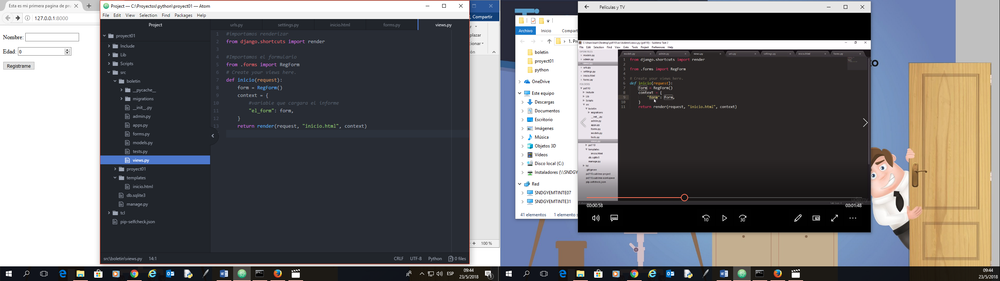 Esta es mi primera pagina de pru
127.0.0.1:8000
Nombre:
Edad: 0
Registrame
Project — C:\Proyectos\python\proyect01 — Atom
File Edit View Selection Find Packages Help
Project
proyect01
Include
Lib
Scripts
src
boletin
__pycache__
migrations
__init__.py
admin.py
apps.py
forms.py
models.py
tests.py
views.py
proyect01
templates
inicio.html
db.sqlite3
manage.py
tcl
pip-selfcheck.json
urls.py settings.py inicio.html forms.py views.py
1 #importamos renderizar
2 from django.shortcuts import render
3
4 #Importamos el formulario
5 from .forms import RegForm
6 # Create your views here.
7 def inicio(request):
8 form = RegForm()
9 context = {
10 #variable que cargara el informe
11 "el_form": form,
12 }
13 return render(request, "inicio.html", context)
src\boletin\views.py 14:1 CRLF UTF-8 Python 0 files
Compartir
plazar
cionar
ón
100 %
ESP
09:44
23/5/2018
1
Archivo Inicio Compart
1. Pr
boletin
proyect01
python
OneDrive
Este equipo
Descargas
Documentos
Escritorio
Imágenes
Música
Objetos 3D
Vídeos
Disco local (C:)
Instaladores (\\SNDGY
Red
SNDGYEMTINTE07
SNDGYEMTINTE31
41 elementos 1 elemento s
Películas y TV
C:\Users\karli\Desktop\pd110\src\boletin\views.py (pd110) - Sublime Text 2
File Edit Selection Find View Goto Tools Project Preferences Help
OPEN FILES
models.py
admin.py
views.py
urls.py
settings.py
inicio.html
forms.py
FOLDERS
pd110
Include
Lib
Scripts
src
boletin
migrations
__init__.py
admin.py
apps.py
forms.py
models.py
tests.py
views.py
pd110
templates
inicio.html
db.sqlite3
manage.py
tcl
.gitignore
pd110.sublime-project
pd110.sublime-workspace
pip-selfcheck.json
models.py admin.py views.py urls.py settings.py inicio.html forms.py
1 from django.shortcuts import render
2
3 from .forms import RegForm
4
5 # Create your views here.
6 def inicio(request):
7 form = RegForm()
8 context = {
9 "form": form,
10 }
11 return render(request, "inicio.html", context)
udemy
00:00:58
00:01:48
10
30
to
09:44
23/5/2018